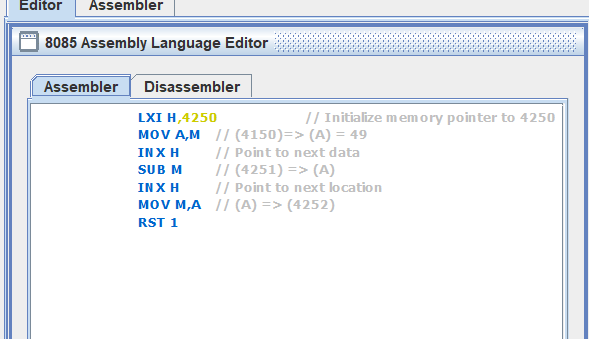 Editor Assembler
8085 Assembly Language Editor
Assembler Disassembler
LXI H,4250 // Initialize memory pointer to 4250
MOV A,M // (4150)=> (A) = 49
INX H // Point to next data
SUB M // (4251) => (A)
INX H // Point to next location
MOV M,A // (A) => (4252)
RST 1